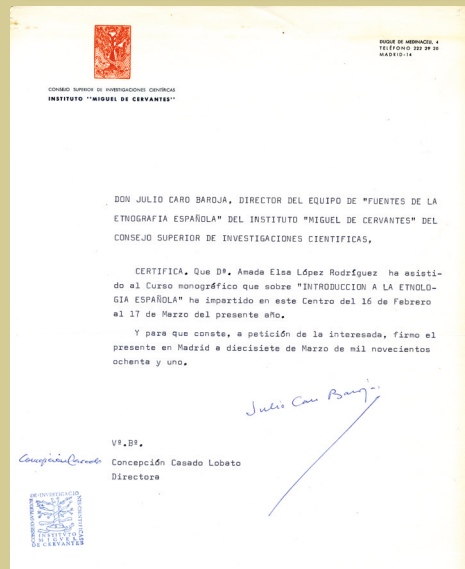 DUQUE DE MEDINACELI, 4
TELÉFONO 222 29 20
MADRID-14
CONSEJO SUPERIOR DE INVESTIGACIONES CIENTÍFICAS
INSTITUTO "MIGUEL DE CERVANTES"
DON JULIO CARO BAROJA, DIRECTOR DEL EQUIPO DE "FUENTES DE LA
ETNOGRAFIA ESPAÑOLA" DEL INSTITUTO "MIGUEL DE CERVANTES" DEL
CONSEJO SUPERIOR DE INVESTIGACIONES CIENTIFICAS,
CERTIFICA, Que Dª. Amada Elsa López Rodríguez ha asisti-
do al Curso monográfico que sobre "INTRODUCCION A LA ETNOLO-
GIA ESPAÑOLA" ha impartido en este Centro del 16 de Febrero
al 17 de Marzo del presente año.
Y para que conste, a petición de la interesada, firmo el
presente en Madrid a diecisiete de Marzo de mil novecientos
ochenta y uno.
Julio Caro Baroja
Vº.Bº.
Concepción Casado
Concepción Casado Lobato
Directora
INSTITUTO
MIGUEL
DE CERVANTES